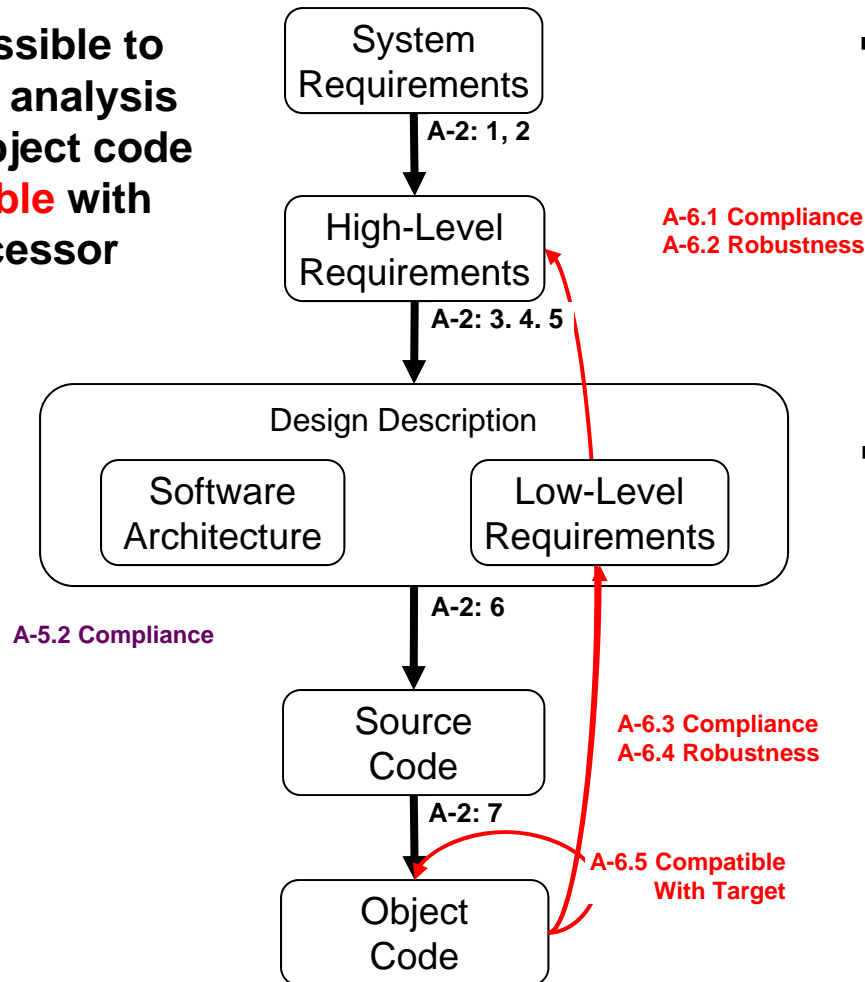 ssible to
analysis
bject code
ble with
cessor
System
Requirements
A-2: 1, 2
High-Level
Requirements
A-6.1 Compliance
A-6.2 Robustness
A-2: 3. 4. 5
Design Description
Software
Architecture
Low-Level
Requirements
A-2: 6
A-5.2 Compliance
Source
Code
A-6.3 Compliance
A-6.4 Robustness
A-2: 7
A-6.5 Compatible
With Target
Object
Code